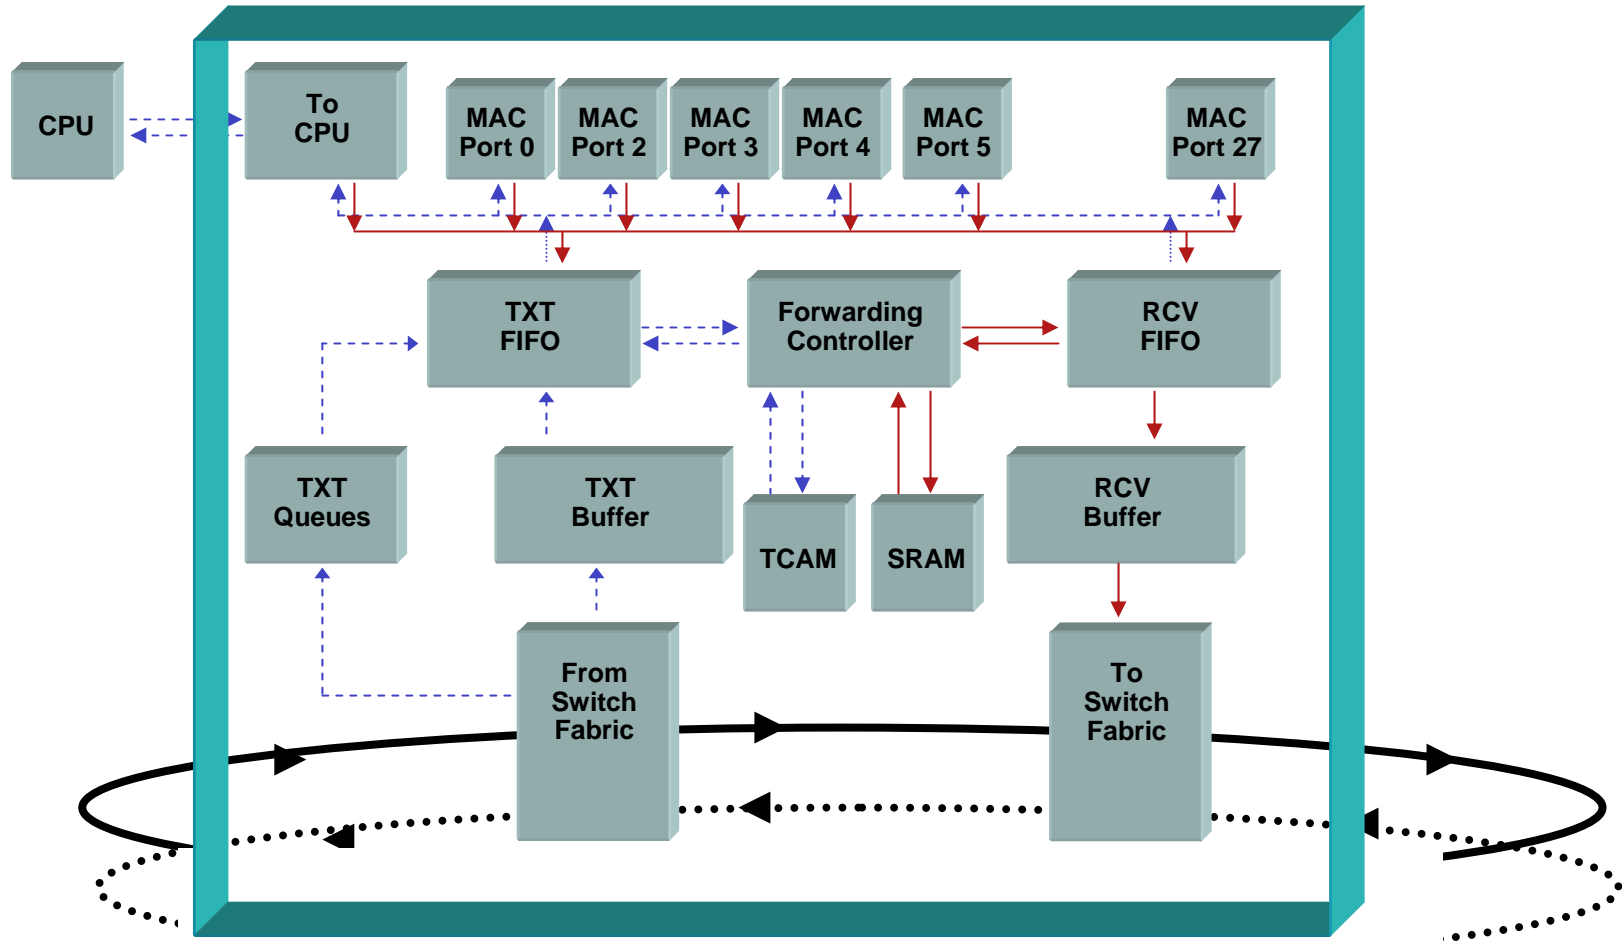 CPU
To
CPU
MAC
Port 0
MAC
Port 2
MAC
Port 3
MAC
Port 4
MAC
Port 5
MAC
Port 27
TXT
FIFO
Forwarding
Controller
RCV
FIFO
TXT
Queues
TXT
Buffer
TCAM
SRAM
RCV
Buffer
From
Switch
Fabric
To
Switch
Fabric